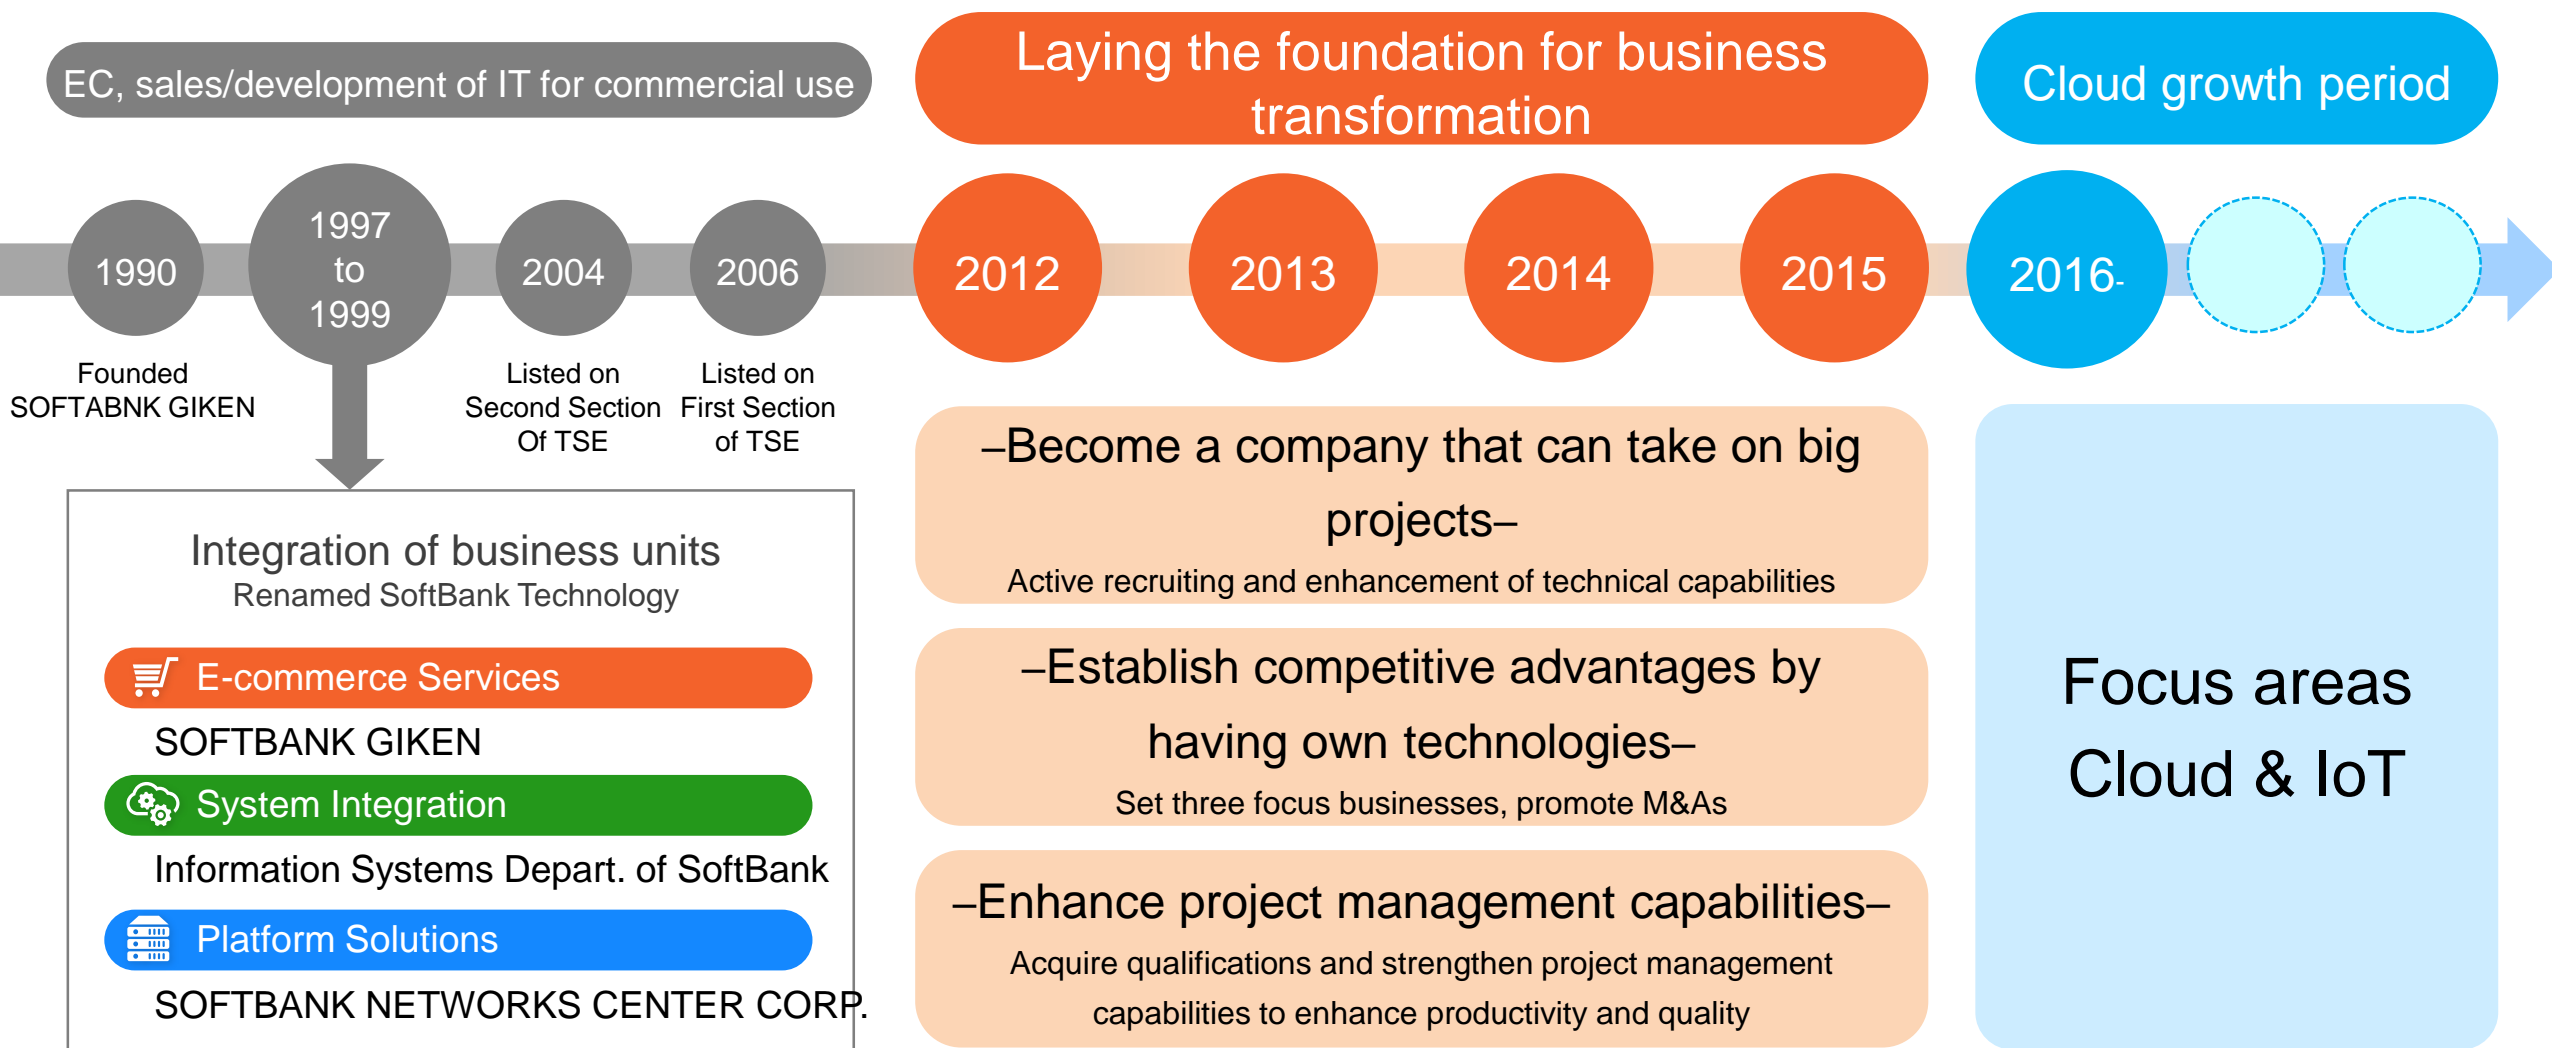 EC, sales/development of IT for commercial use
Laying the foundation for business
transformation
Cloud growth period
1990
1997
to
1999
2004
2006
2012
2013
2014
2015
2016-
Founded
SOFTABNK GIKEN
Listed on
Second Section
Of TSE
Listed on
First Section
of TSE
Integration of business units
Renamed SoftBank Technology
E-commerce Services
SOFTBANK GIKEN
System Integration
Information Systems Depart. of SoftBank
Platform Solutions
SOFTBANK NETWORKS CENTER CORP.
–Become a company that can take on big
projects–
Active recruiting and enhancement of technical capabilities
–Establish competitive advantages by
having own technologies–
Set three focus businesses, promote M&As
–Enhance project management capabilities–
Acquire qualifications and strengthen project management
capabilities to enhance productivity and quality
Focus areas
Cloud & IoT